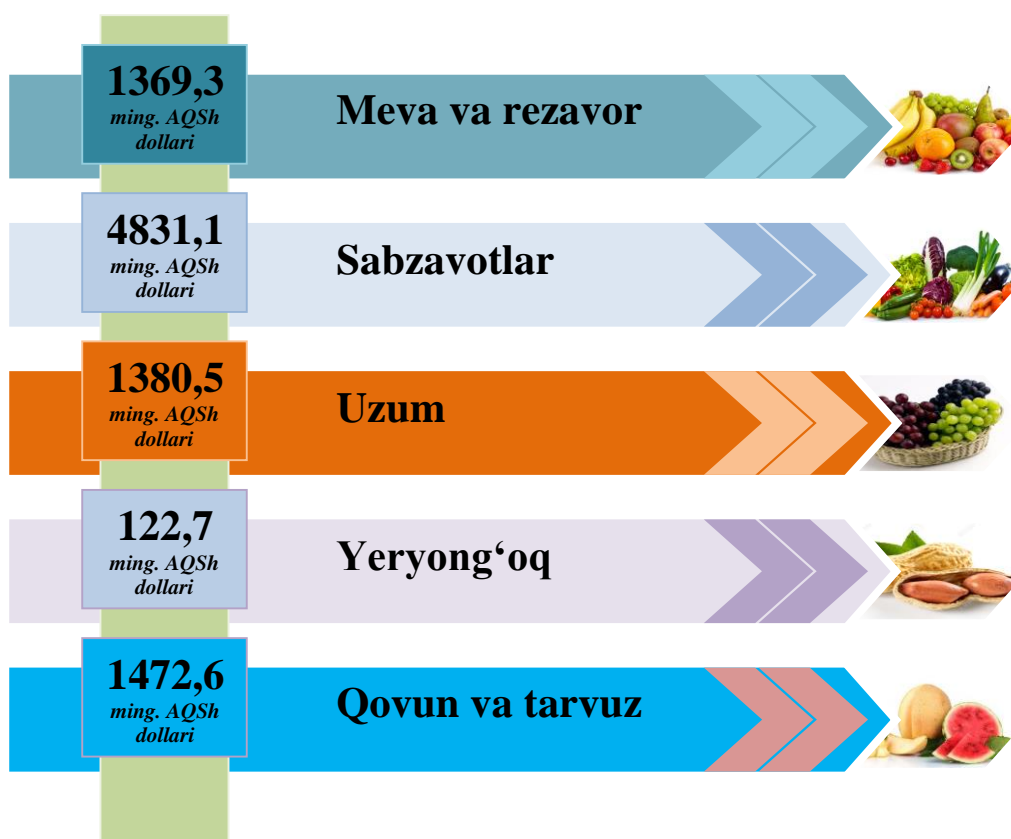 1369,3
ming. AQSh
dollari
Meva va rezavor
4831,1
ming. AQSh
dollari
Sabzavotlar
1380,5
ming. AQSh
dollari
Uzum
122,7
ming. AQSh
dollari
Yeryong‘oq
1472,6
ming. AQSh
dollari
Qovun va tarvuz